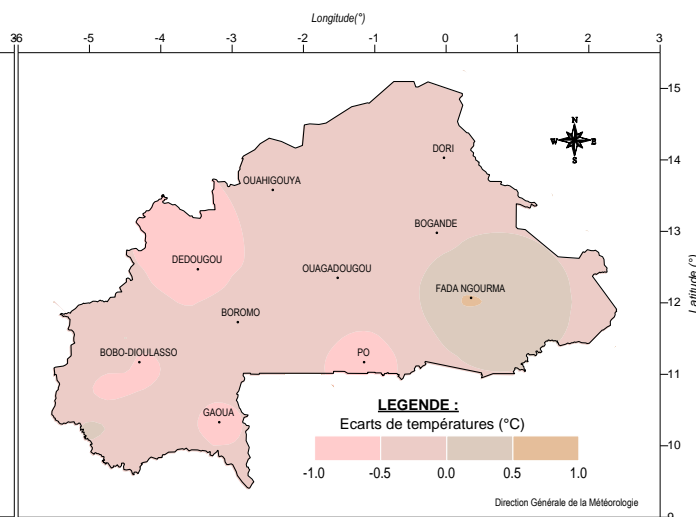 Longitude(°)
36 -5 -4 -3 -2 -1 0 1 2 3
15
N
W E
S
14
DORI
OUAHIGOUYA
13
BOGANDE
DEDOUGOU
OUAGADOUGOU
FADA NGOURMA
Latitude (°)
12
BOROMO
BOBO-DIOULASSO
PO
11
LEGENDE :
GAOUA
Ecarts de températures (°C)
10
-1.0 -0.5 0.0 0.5 1.0
Direction Générale de la Météorologie
9